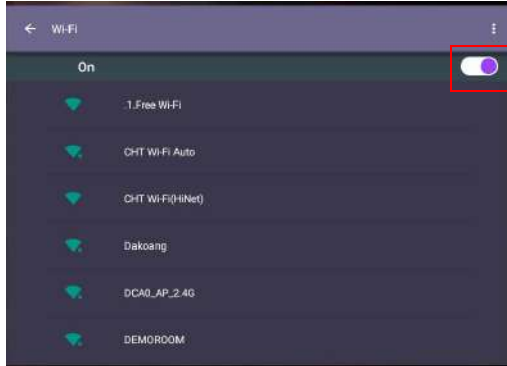 Wi-Fi
On
.1.Free Wi-Fi
CHT Wi-Fi Auto
CHT Wi-Fi(HiNet)
Dakoang
DCA0_AP_2.4G
DEMOROOM